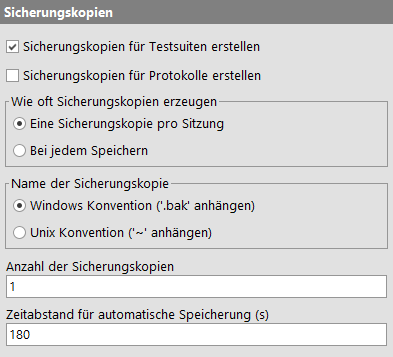 Sicherungskopien
Sicherungskopien für Testsuiten erstellen
Sicherungskopien für Protokolle erstellen
Wie oft Sicherungskopien erzeugen
Eine Sicherungskopie pro Sitzung
Bei jedem Speichern
Name der Sicherungskopie
Windows Konvention ('.bak' anhängen)
Unix Konvention ('~' anhängen)
Anzahl der Sicherungskopien
1
Zeitabstand für automatische Speicherung (s)
180